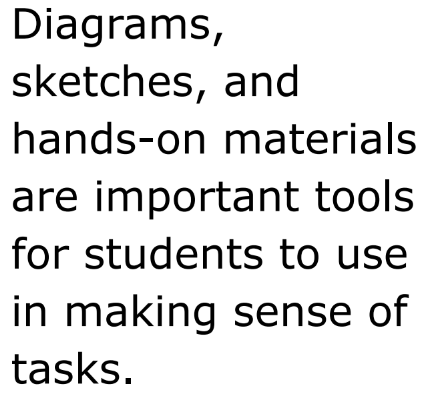 Diagrams,
sketches, and
hands-on materials
are important tools
for students to use
in making sense of
tasks.